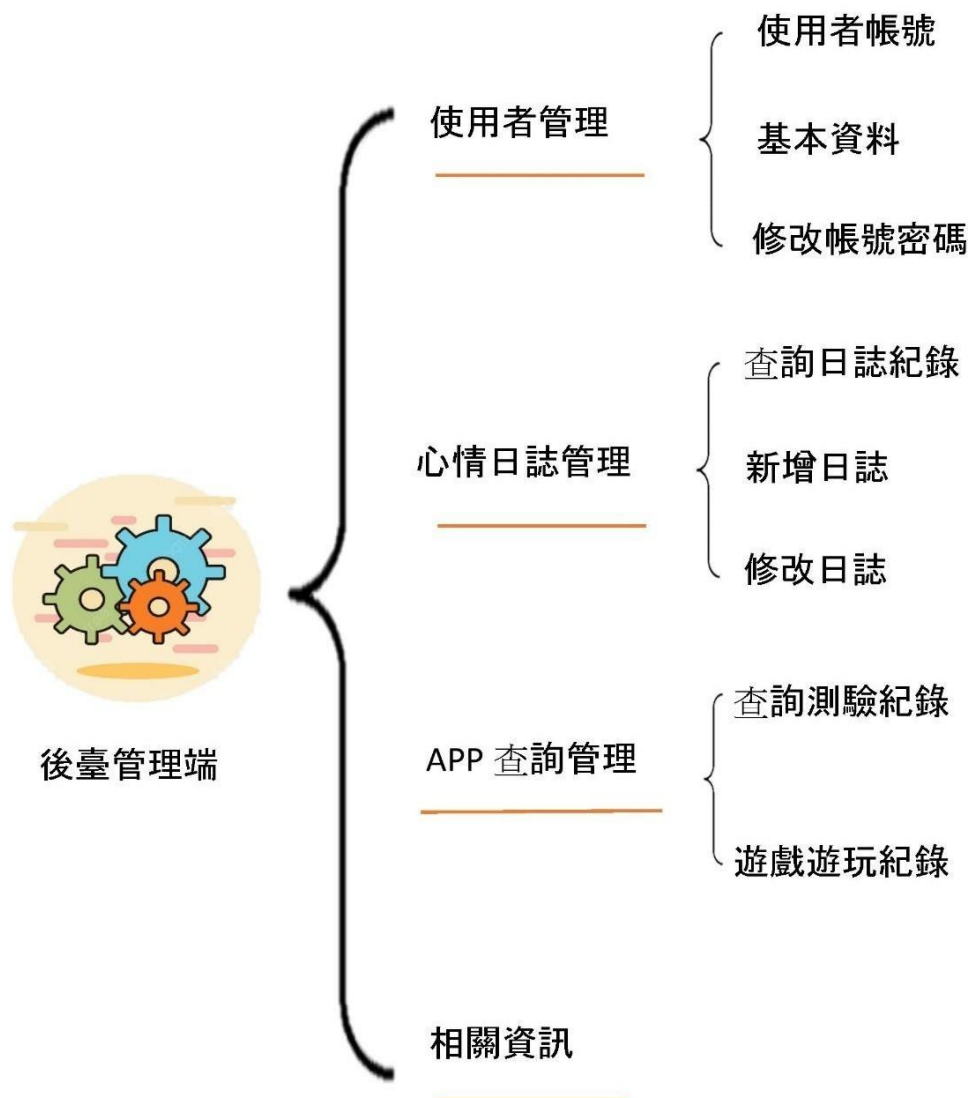 後臺管理端
使用者管理
使用者帳號
基本資料
修改帳號密碼
心情日誌管理
查詢日誌紀錄
新增日誌
修改日誌
APP 查詢管理
查詢測驗紀錄
遊戲遊玩紀錄
相關資訊